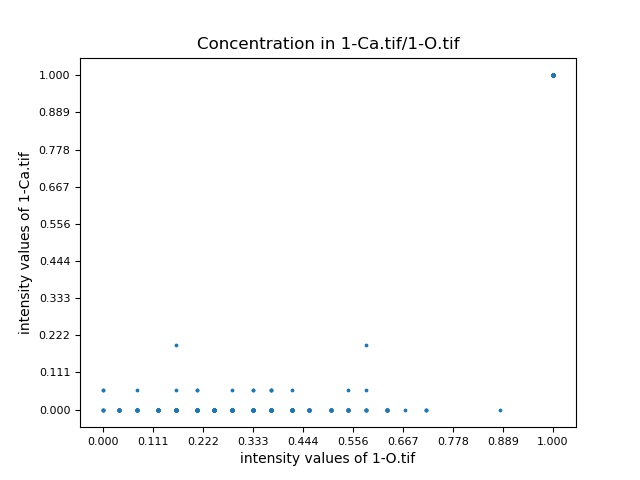 Concentration in 1-Ca.tif/1-O.tif
intensity values of 1-Ca.tif
1.000
0.889
0.778
0.667
0.556
0.444
0.333
0.222
0.111
0.000
0.000 0.111 0.222 0.333 0.444 0.556 0.667 0.778 0.889 1.000
intensity values of 1-O.tif